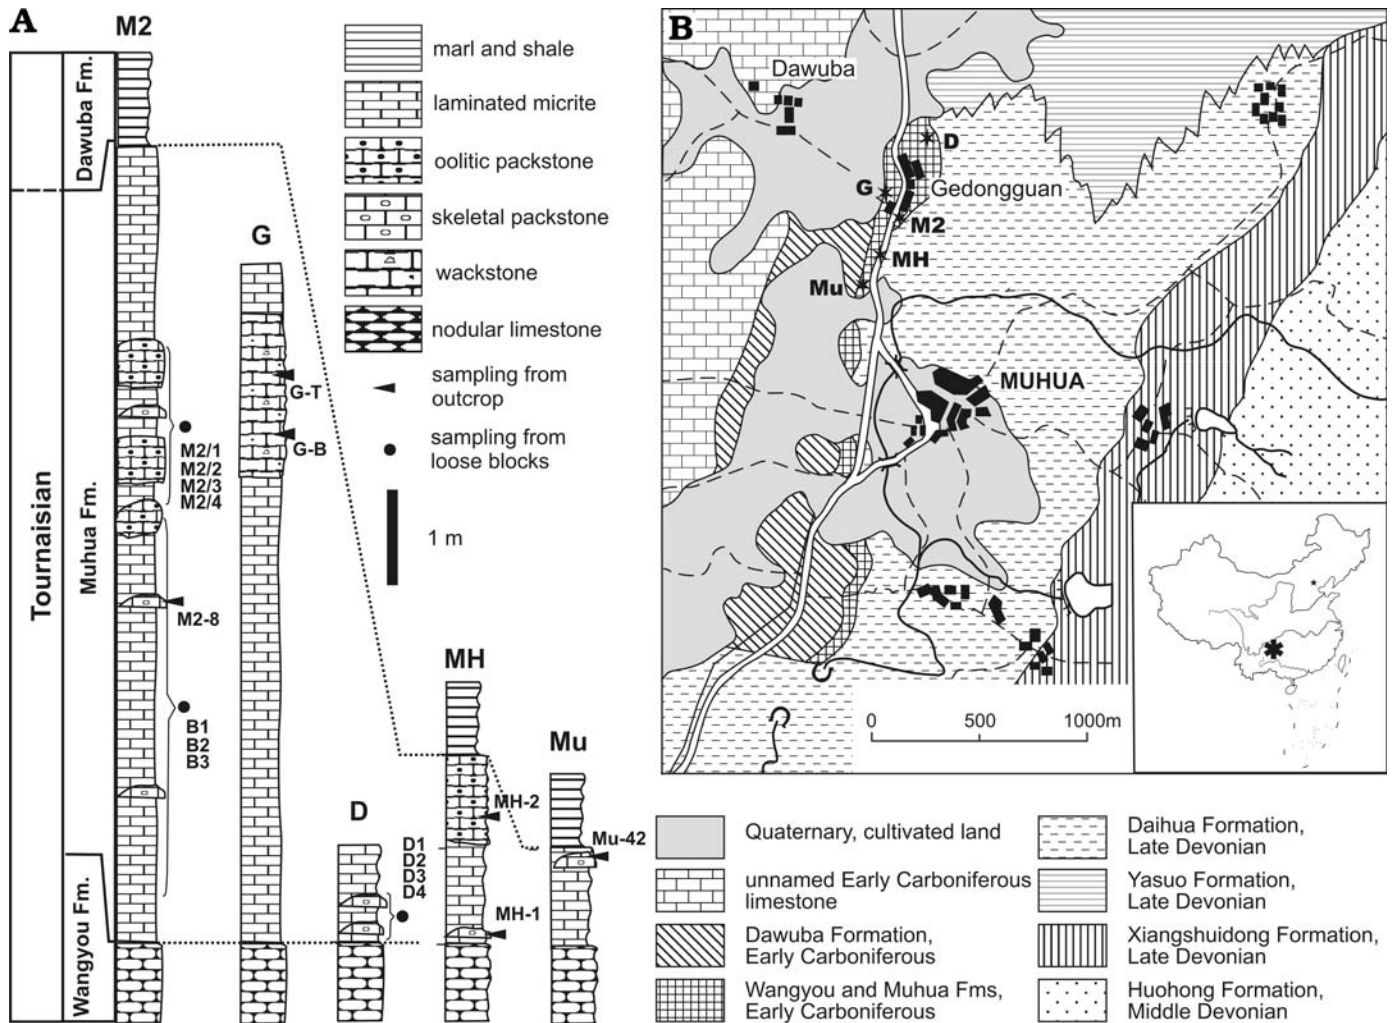 A
M2
Tournaisian
Dawuba Fm.
Muhua Fm.
Wangyou Fm.
M2/1
M2/2
M2/3
M2/4
M2-8
B1
B2
B3
G
G-T
G-B
D
D1
D2
D3
D4
MH
MH-2
MH-1
Mu
Mu-42
marl and shale
laminated micrite
oolitic packstone
skeletal packstone
wackstone
nodular limestone
sampling from
outcrop
sampling from
loose blocks
1 m
B
Dawuba
D
G
Gedongguan
M2
MH
Mu
MUHUA
0 500 1000m
Quaternary, cultivated land
unnamed Early Carboniferous
limestone
Dawuba Formation,
Early Carboniferous
Wangyou and Muhua Fms,
Early Carboniferous
Daihua Formation,
Late Devonian
Yasuo Formation,
Late Devonian
Xiangshuidong Formation,
Late Devonian
Huohong Formation,
Middle Devonian